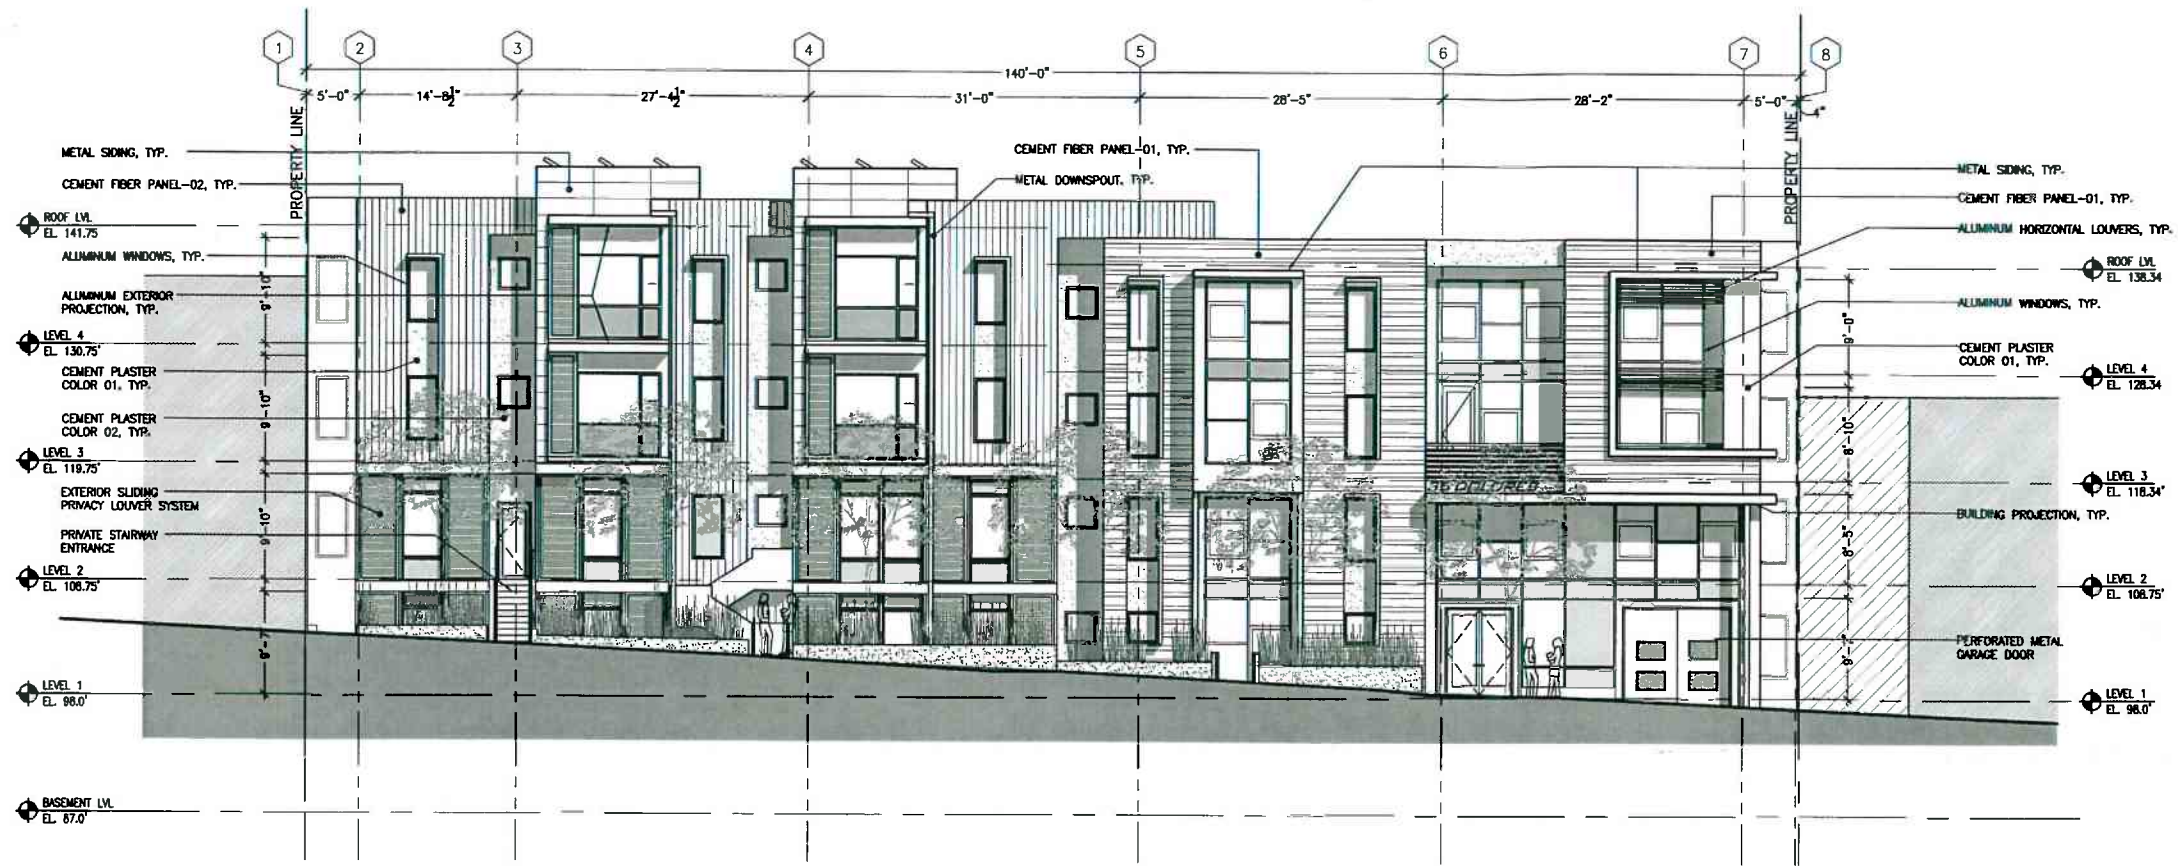 1 2 3 4 5 6 7 8
140'-0"
5'-0" 14'-8½" 27'-4½" 31'-0" 28'-5" 28'-2" 5'-0"
4"
PROPERTY LINE
METAL SIDING, TYP.
CEMENT FIBER PANEL-02, TYP.
ROOF LVL
EL. 141.75
ALUMINUM WINDOWS, TYP.
ALUMINUM EXTERIOR
PROJECTION, TYP.
LEVEL 4
EL. 130.75'
CEMENT PLASTER
COLOR 01, TYP.
CEMENT PLASTER
COLOR 02, TYP.
LEVEL 3
EL. 119.75'
EXTERIOR SLIDING
PRIVACY LOUVER SYSTEM
PRIVATE STAIRWAY
ENTRANCE
LEVEL 2
EL. 108.75'
LEVEL 1
EL. 98.0'
BASEMENT LVL
EL. 87.0'
9'-10"
9'-10"
9'-10"
9'-7"
CEMENT FIBER PANEL-01, TYP.
METAL DOWNSPOUT, TYP.
PROPERTY LINE
METAL SIDING, TYP.
CEMENT FIBER PANEL-01, TYP.
ALUMINUM HORIZONTAL LOUVERS, TYP.
ROOF LVL
EL. 138.34
ALUMINUM WINDOWS, TYP.
CEMENT PLASTER
COLOR 01, TYP.
LEVEL 4
EL. 128.34
LEVEL 3
EL. 118.34'
BUILDING PROJECTION, TYP.
LEVEL 2
EL. 108.75'
PERFORATED METAL
GARAGE DOOR
LEVEL 1
EL. 98.0'
9'-0"
8'-10"
8'-5"
9'-7"